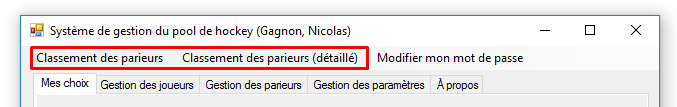 Système de gestion du pool de hockey (Gagnon, Nicolas)
Classement des parieurs Classement des parieurs (détaillé) Modifier mon mot de passe
Mes choix Gestion des joueurs Gestion des parieurs Gestion des paramètres À propos